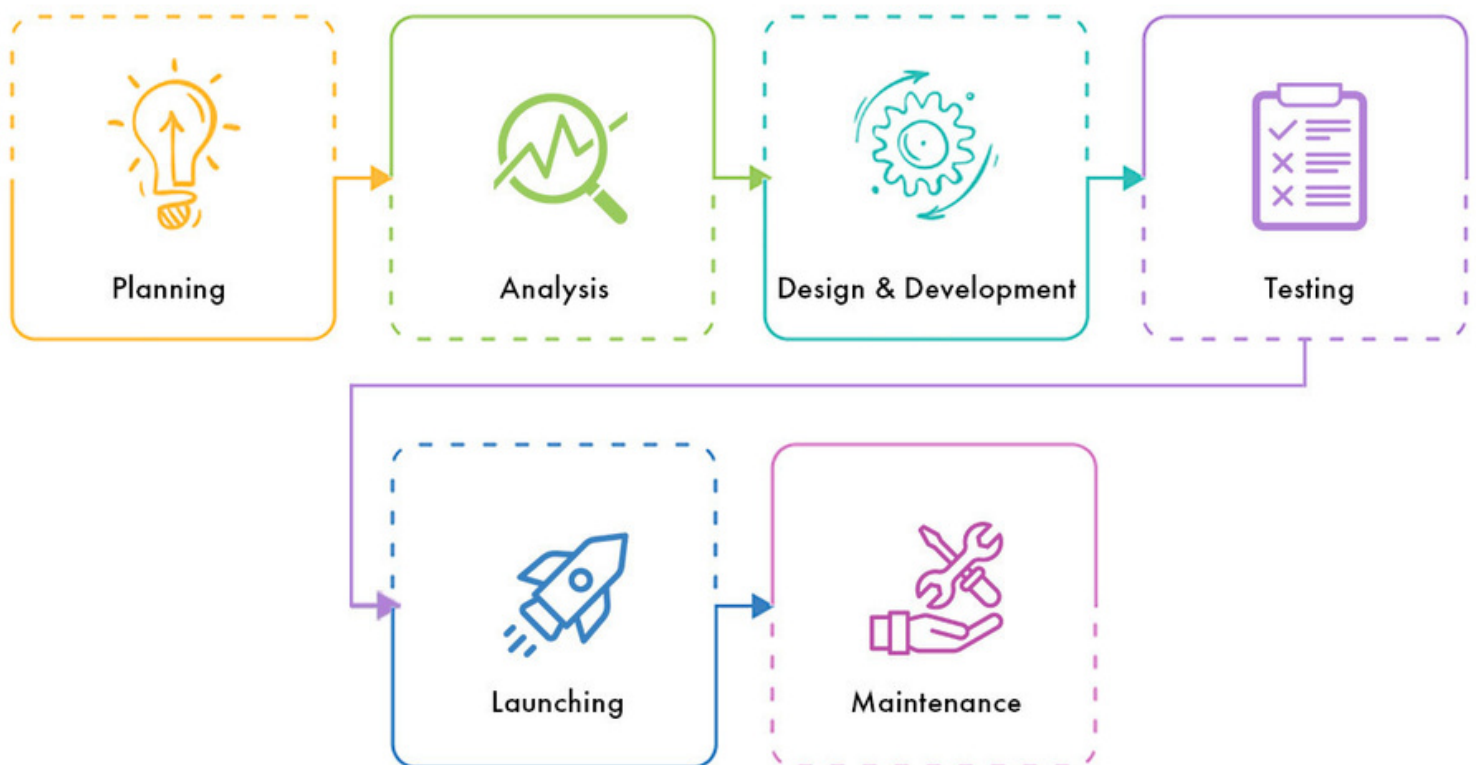 Planning
Analysis
Design & Development
Testing
Launching
Maintenance